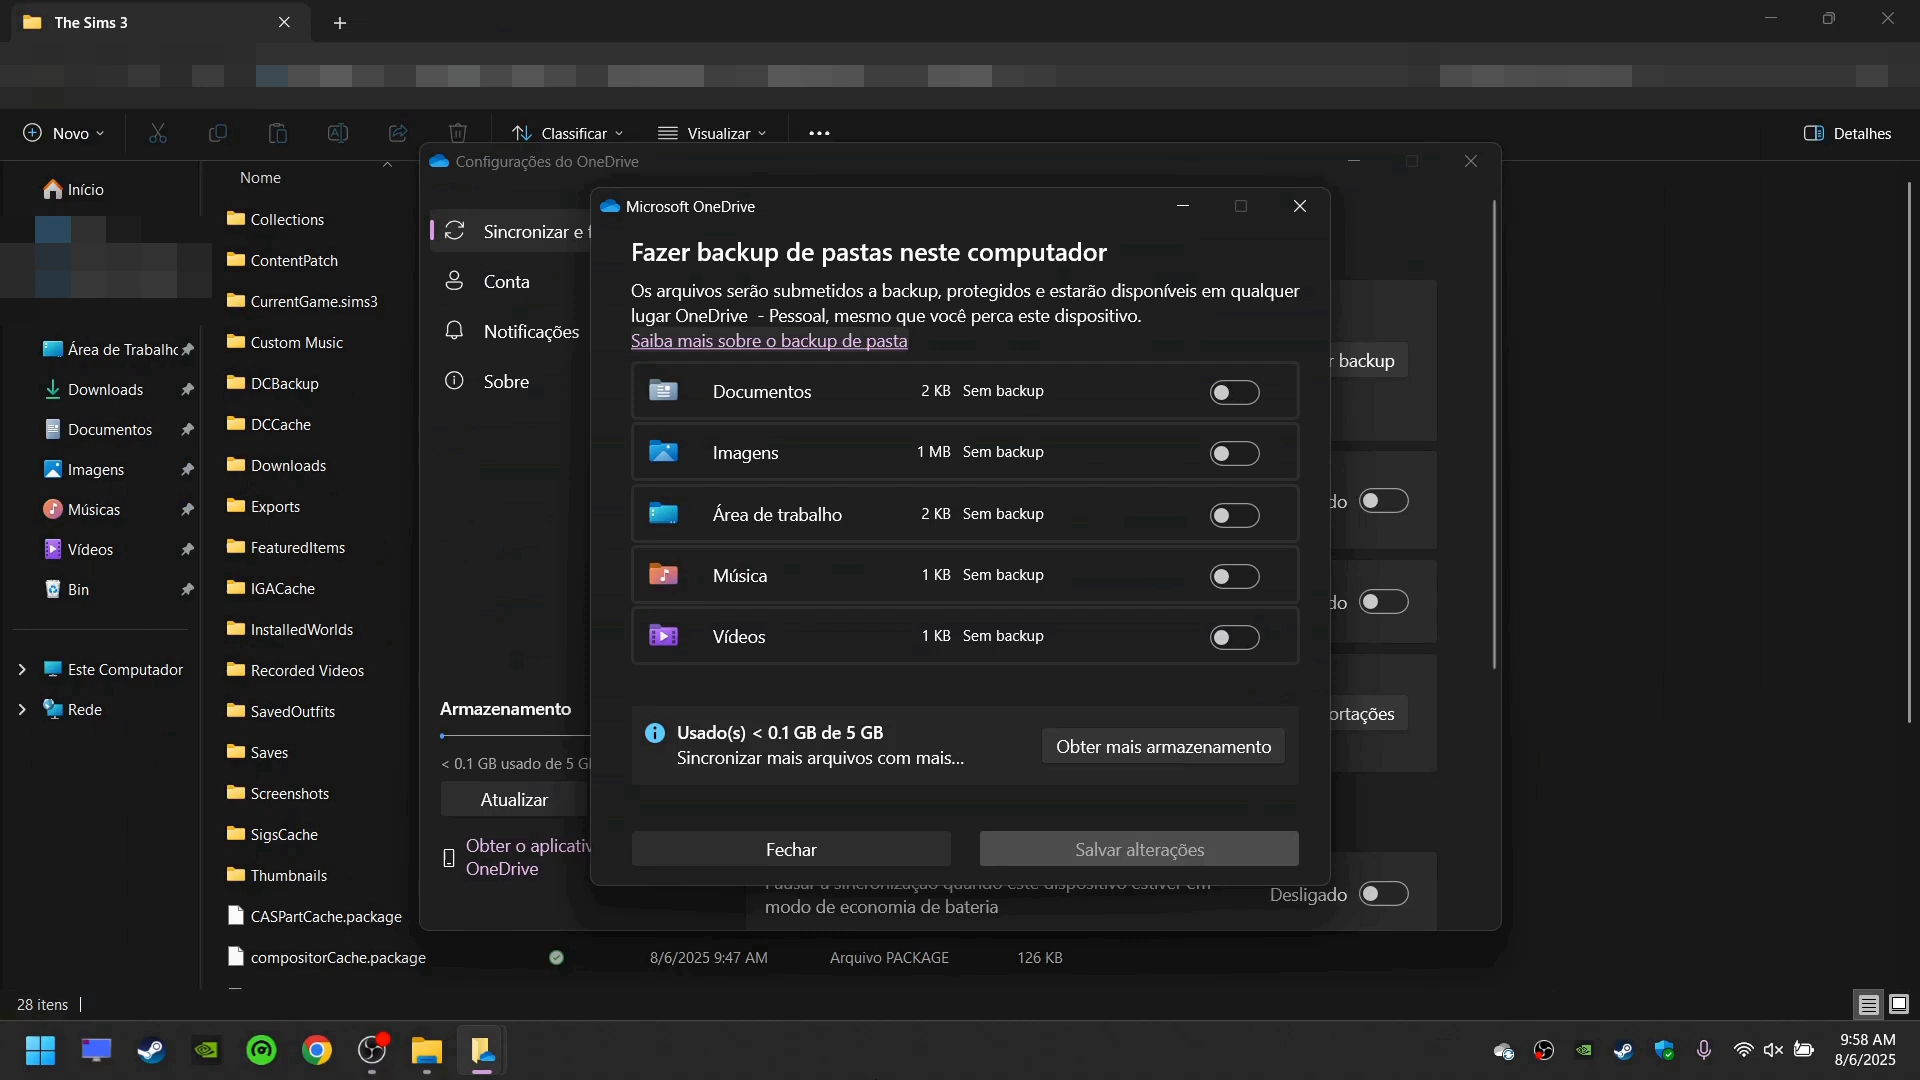 The Sims 3
Novo
Classificar
Visualizar
Detalhes
Início
Área de Trabalho
Downloads
Documentos
Imagens
Músicas
Vídeos
Bin
Este Computador
Rede
Nome
Collections
ContentPatch
CurrentGame.sims3
Custom Music
DCBackup
DCCache
Downloads
Exports
FeaturedItems
IGACache
InstalledWorlds
Recorded Videos
SavedOutfits
Saves
Screenshots
SigsCache
Thumbnails
CASPartCache.package
compositorCache.package 8/6/2025 9:47 AM Arquivo PACKAGE 126 KB
Configurações do OneDrive
Sincronizar e f
Conta
Notificações
Sobre
Armazenamento
< 0.1 GB usado de 5 G
Atualizar
Obter o aplicativ
OneDrive
Microsoft OneDrive
Fazer backup de pastas neste computador
Os arquivos serão submetidos a backup, protegidos e estarão disponíveis em qualquer
lugar OneDrive - Pessoal, mesmo que você perca este dispositivo.
Saiba mais sobre o backup de pasta
Documentos 2 KB Sem backup
Imagens 1 MB Sem backup
Área de trabalho 2 KB Sem backup
Música 1 KB Sem backup
Vídeos 1 KB Sem backup
Usado(s) < 0.1 GB de 5 GB
Sincronizar mais arquivos com mais...
Obter mais armazenamento
Fechar
Salvar alterações
r backup
do
do
ortações
Pausar a sincronização quando este dispositivo estiver em
modo de economia de bateria
Desligado
28 itens
9:58 AM
8/6/2025